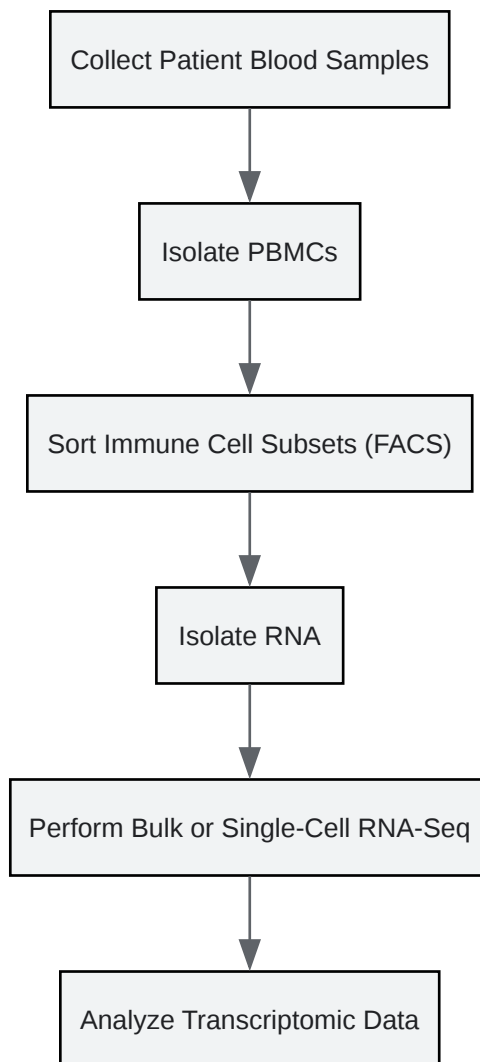 Collect Patient Blood Samples
Isolate PBMCs
Sort Immune Cell Subsets (FACS)
Isolate RNA
Perform Bulk or Single-Cell RNA-Seq
Analyze Transcriptomic Data